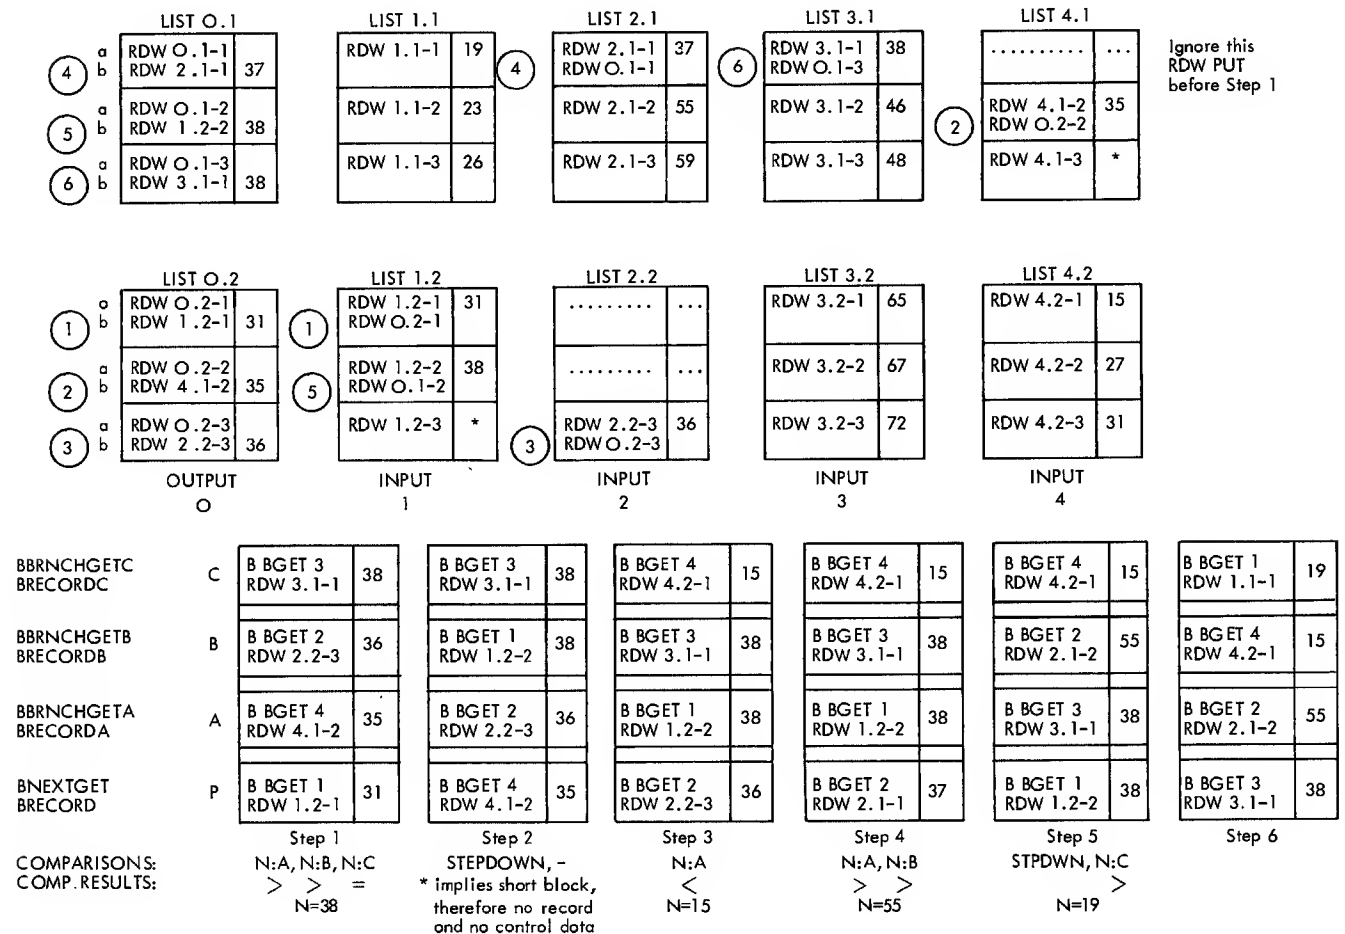 LIST O.1
a RDW O.1-1
4 b RDW 2.1-1 37
a RDW O.1-2
5 b RDW 1.2-2 38
a RDW O.1-3
6 b RDW 3.1-1 38
LIST 1.1
RDW 1.1-1 19
RDW 1.1-2 23
RDW 1.1-3 26
LIST 2.1
4 RDW 2.1-1 37
RDW O.1-1
RDW 2.1-2 55
RDW 2.1-3 59
LIST 3.1
6 RDW 3.1-1 38
RDW O.1-3
RDW 3.1-2 46
RDW 3.1-3 48
LIST 4.1
.......... ...
2 RDW 4.1-2 35
RDW O.2-2
RDW 4.1-3 *
Ignore this
RDW PUT
before Step 1
LIST O.2
a RDW O.2-1
1 b RDW 1.2-1 31
a RDW O.2-2
2 b RDW 4.1-2 35
a RDW O.2-3
3 b RDW 2.2-3 36
OUTPUT
O
LIST 1.2
1 RDW 1.2-1 31
RDW O.2-1
5 RDW 1.2-2 38
RDW O.1-2
RDW 1.2-3 *
INPUT
1
LIST 2.2
......... ...
......... ...
3 RDW 2.2-3 36
RDW O.2-3
INPUT
2
LIST 3.2
RDW 3.2-1 65
RDW 3.2-2 67
RDW 3.2-3 72
INPUT
3
LIST 4.2
RDW 4.2-1 15
RDW 4.2-2 27
RDW 4.2-3 31
INPUT
4
BBRNCHGETC
BRECORDC
C
BBRNCHGETB
BRECORDB
B
BBRNCHGETA
BRECORDA
A
BNEXTGET
BRECORD
P
B BGET 3
RDW 3.1-1 38
B BGET 2
RDW 2.2-3 36
B BGET 4
RDW 4.1-2 35
B BGET 1
RDW 1.2-1 31
Step 1
B BGET 3
RDW 3.1-1 38
B BGET 1
RDW 1.2-2 38
B BGET 2
RDW 2.2-3 36
B BGET 4
RDW 4.1-2 35
Step 2
B BGET 4
RDW 4.2-1 15
B BGET 3
RDW 3.1-1 38
B BGET 1
RDW 1.2-2 38
B BGET 2
RDW 2.2-3 36
Step 3
B BGET 4
RDW 4.2-1 15
B BGET 3
RDW 3.1-1 38
B BGET 1
RDW 1.2-2 38
B BGET 2
RDW 2.1-1 37
Step 4
B BGET 4
RDW 4.2-1 15
B BGET 2
RDW 2.1-2 55
B BGET 3
RDW 3.1-1 38
B BGET 1
RDW 1.2-2 38
Step 5
B BGET 1
RDW 1.1-1 19
B BGET 4
RDW 4.2-1 15
B BGET 2
RDW 2.1-2 55
B BGET 3
RDW 3.1-1 38
Step 6
COMPARISONS:
COMP.RESULTS:
N:A, N:B, N:C
> > =
N=38
STEPDOWN, -
* implies short block,
therefore no record
and no control data
N:A
<
N=15
N:A, N:B
> >
N=55
STPDWN, N:C
>
N=19